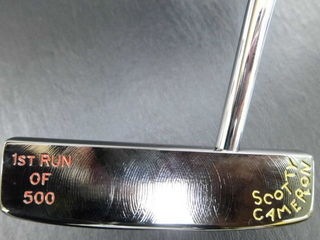 1ST RUN
OF
500
SCOTTY
CAMERON